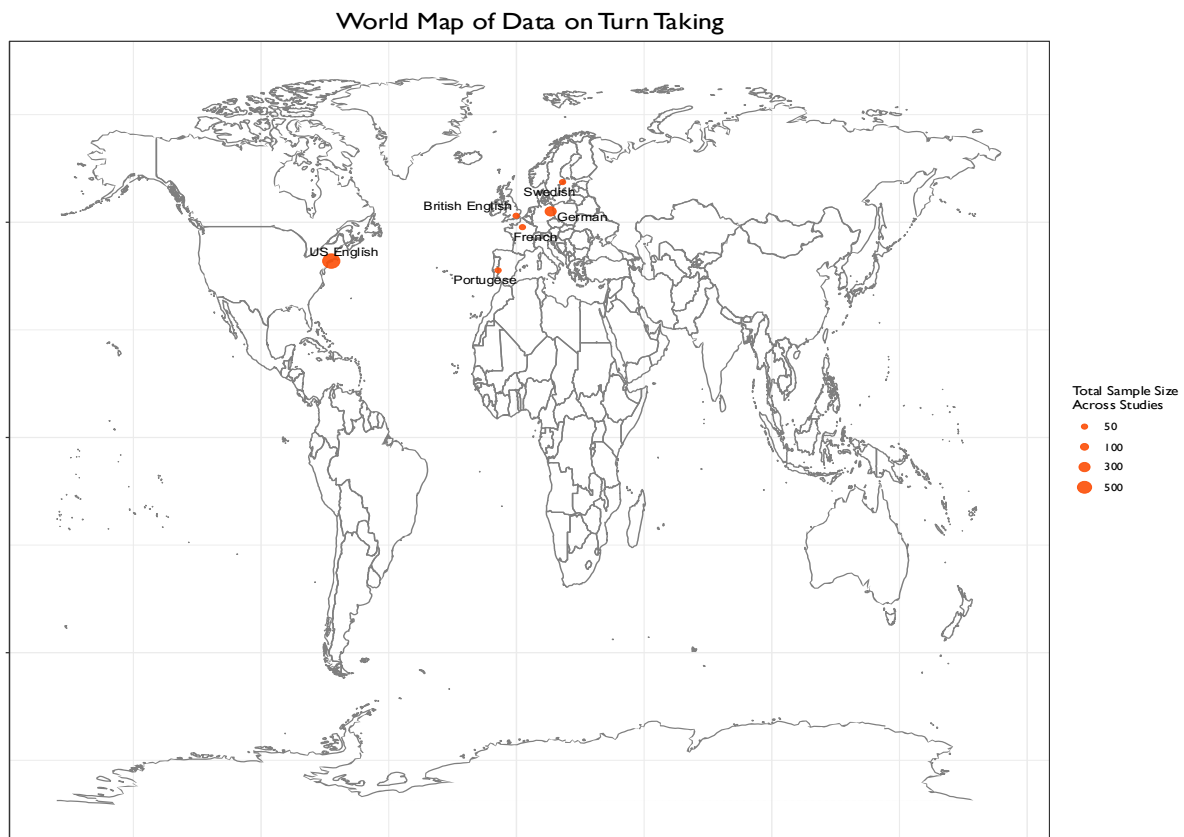 World Map of Data on Turn Taking
Swedish
British English
German
French
US English
Portugese
Total Sample Size
Across Studies
50
100
300
500